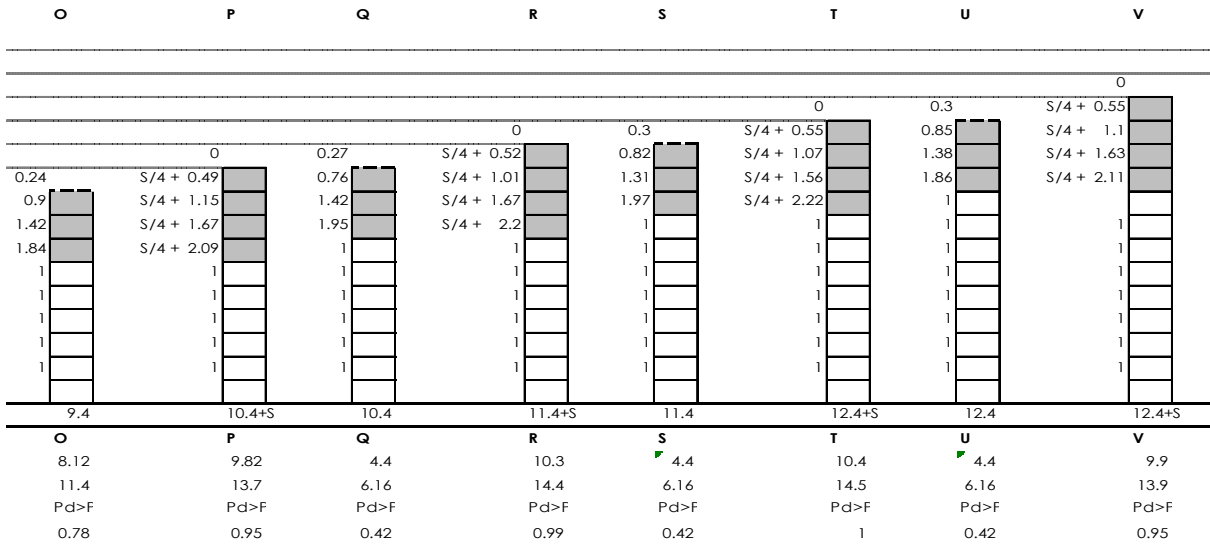 O P Q R S T U V
0
0 0.3 S/4 + 0.55
0 0.3 S/4 + 0.55 0.85 S/4 + 1.1
0 0.27 S/4 + 0.52 0.82 S/4 + 1.07 1.38 S/4 + 1.63
0.24 S/4 + 0.49 0.76 S/4 + 1.01 1.31 S/4 + 1.56 1.86 S/4 + 2.11
0.9 S/4 + 1.15 1.42 S/4 + 1.67 1.97 S/4 + 2.22 1
1.42 S/4 + 1.67 1.95 S/4 + 2.2 1 1 1 1
1.84 S/4 + 2.09 1 1 1 1 1 1
1 1 1 1 1 1 1 1
1 1 1 1 1 1 1 1
1 1 1 1 1 1 1 1
1 1 1 1 1 1 1 1
1 1 1 1 1 1 1 1
9.4 10.4+S 10.4 11.4+S 11.4 12.4+S 12.4 12.4+S
O P Q R S T U V
8.12 9.82 4.4 10.3 4.4 10.4 4.4 9.9
11.4 13.7 6.16 14.4 6.16 14.5 6.16 13.9
Pd>F Pd>F Pd>F Pd>F Pd>F Pd>F Pd>F Pd>F
0.78 0.95 0.42 0.99 0.42 1 0.42 0.95